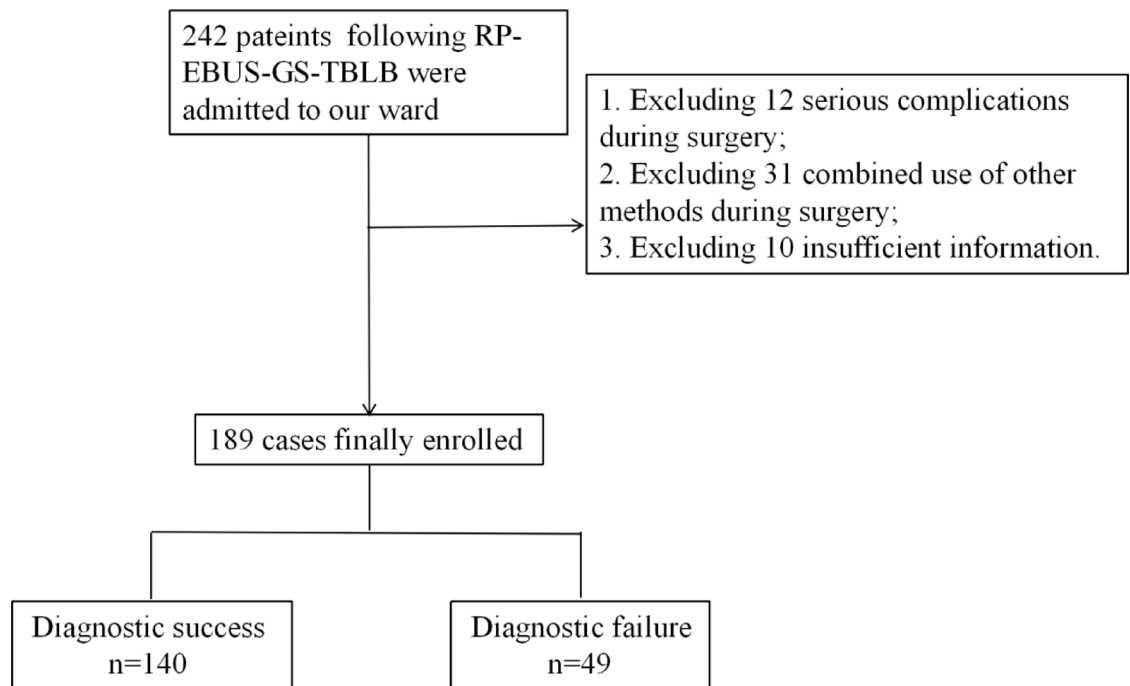 242 pateints following RP-
EBUS-GS-TBLB were
admitted to our ward
1. Excluding 12 serious complications
during surgery;
2. Excluding 31 combined use of other
methods during surgery;
3. Excluding 10 insufficient information.
189 cases finally enrolled
Diagnostic success
n=140
Diagnostic failure
n=49